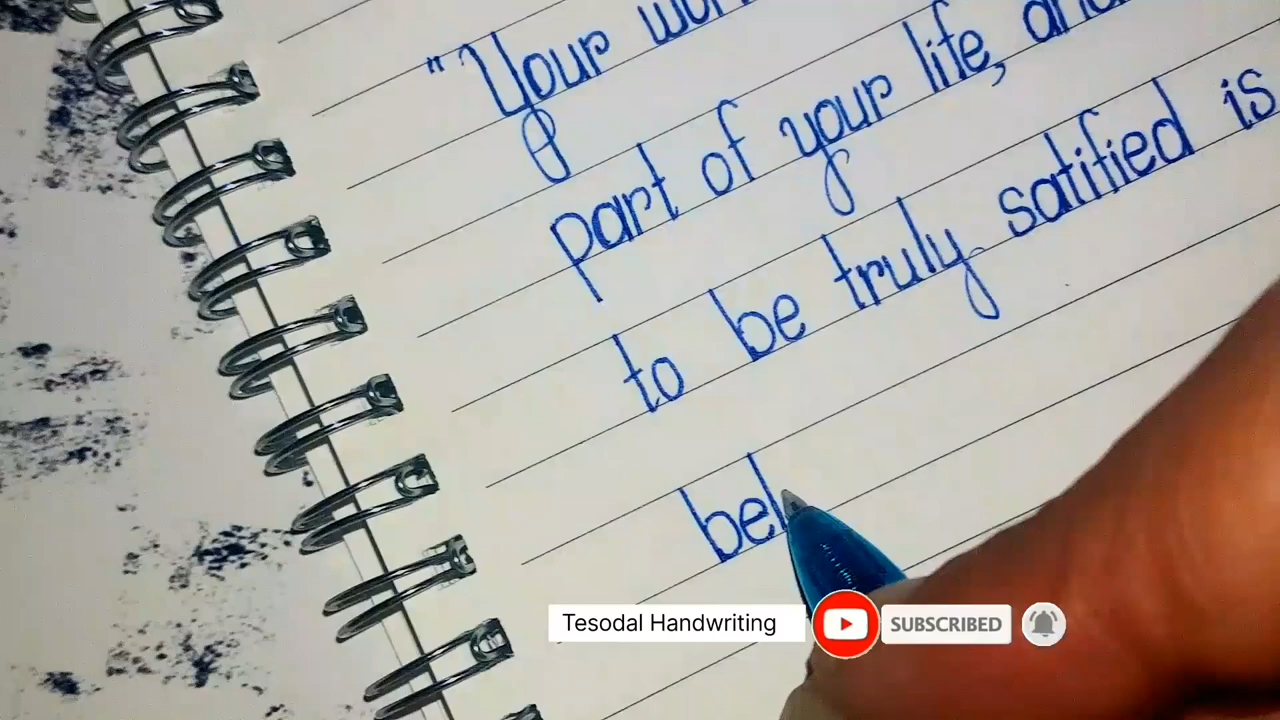 "Your wor
part of your life, and
to be truly satified is
bel
Tesodal Handwriting
SUBSCRIBED